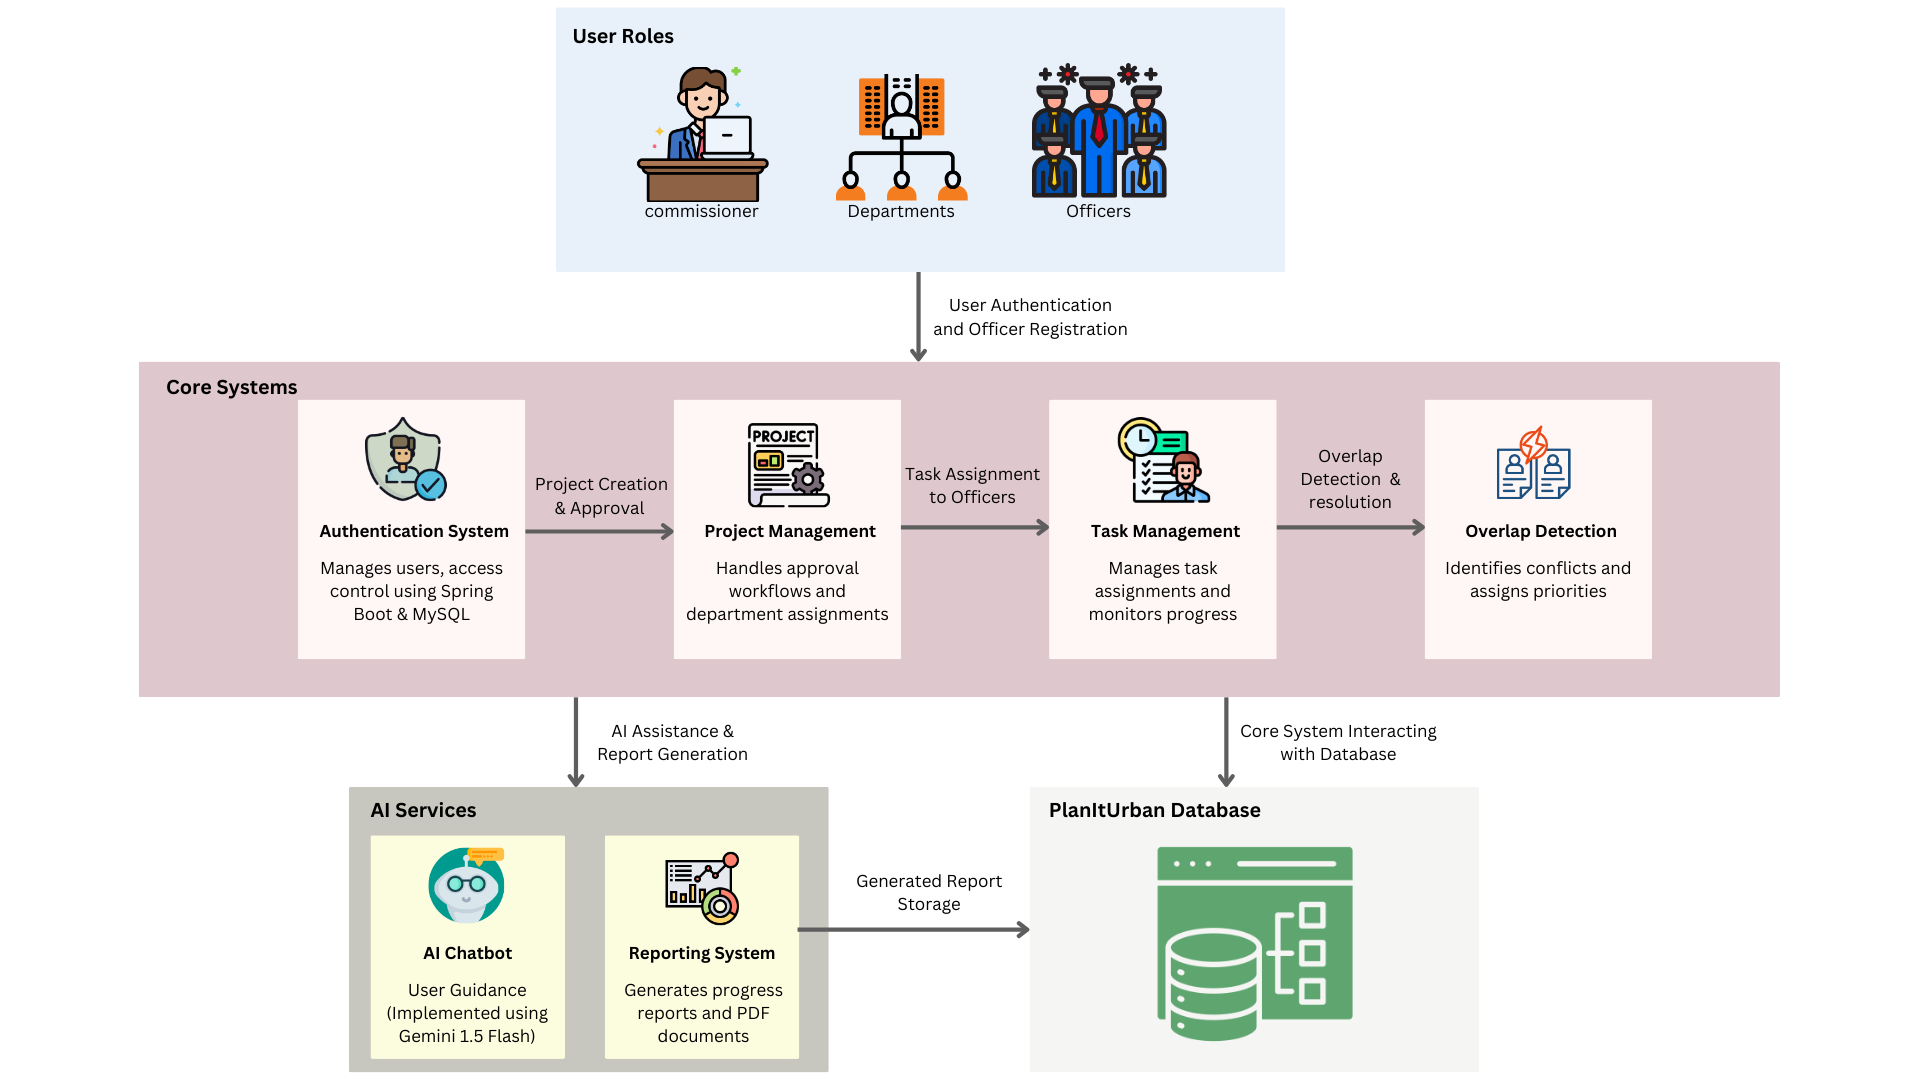 User Roles
commissioner
Departments
Officers
User Authentication
and Officer Registration
Core Systems
Authentication System
Manages users, access
control using Spring
Boot & MySQL
Project Creation
& Approval
PROJECT
Project Management
Handles approval
workflows and
department assignments
Task Assignment
to Officers
Task Management
Manages task
assignments and
monitors progress
Overlap
Detection &
resolution
Overlap Detection
Identifies conflicts and
assigns priorities
AI Assistance &
Report Generation
Core System Interacting
with Database
AI Services
AI Chatbot
User Guidance
(Implemented using
Gemini 1.5 Flash)
Reporting System
Generates progress
reports and PDF
documents
Generated Report
Storage
PlanItUrban Database